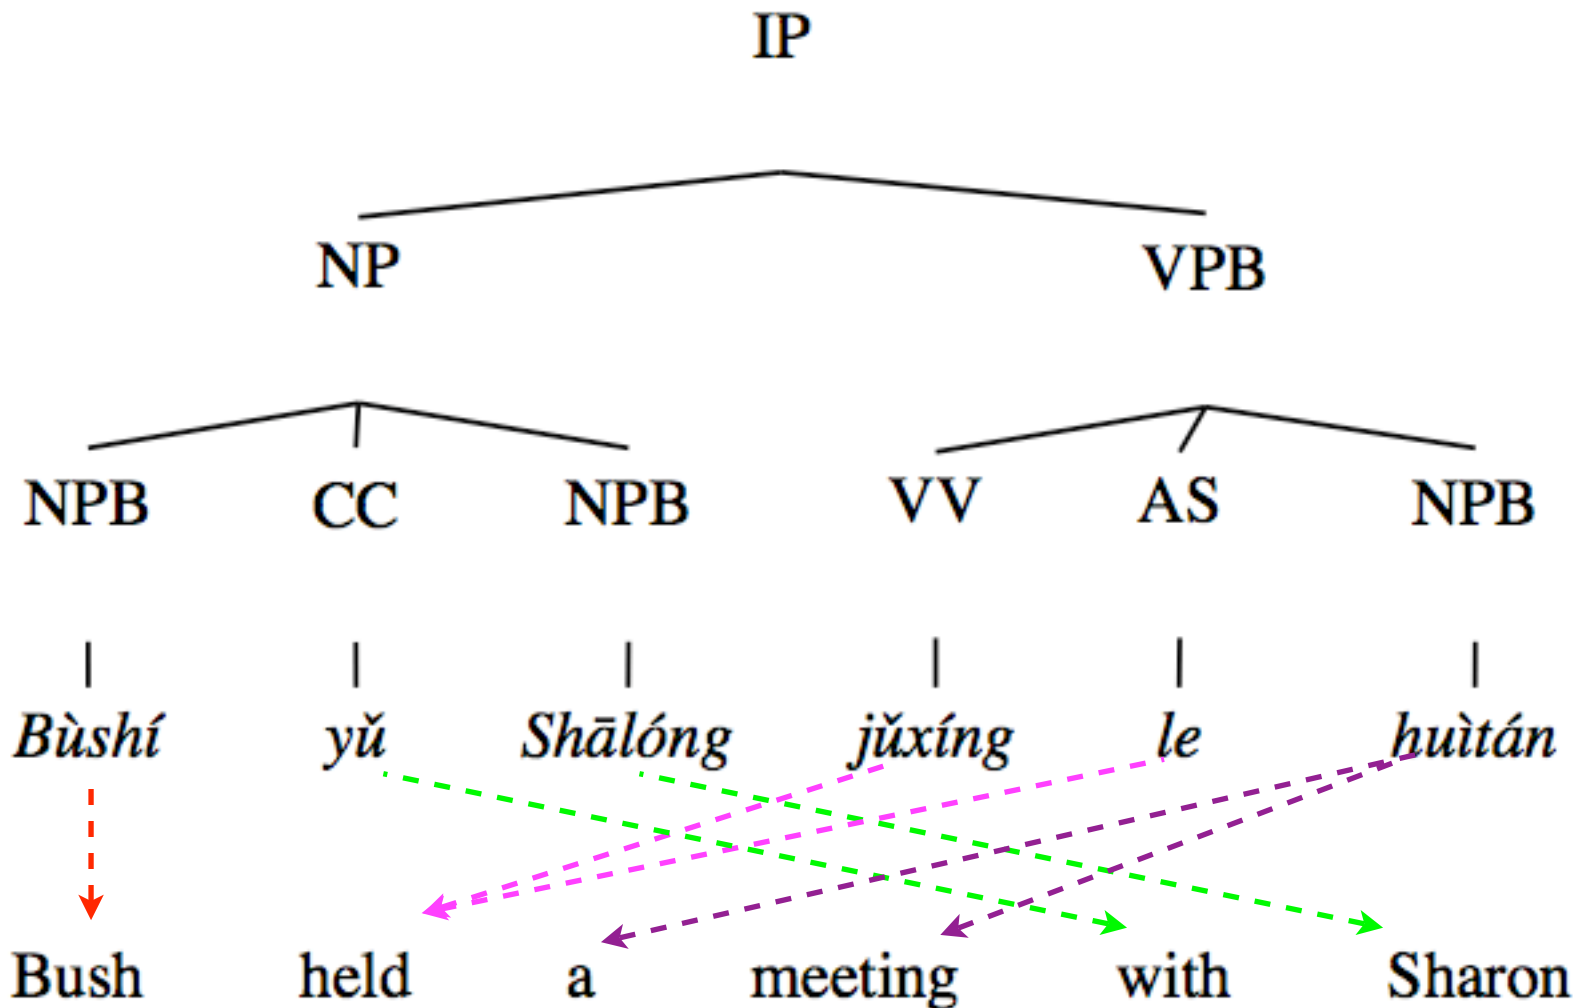 IP
NP VPB
NPB CC NPB VV AS NPB
Bùshí yǔ Shālóng jǔxíng le huìtán
Bush held a meeting with Sharon